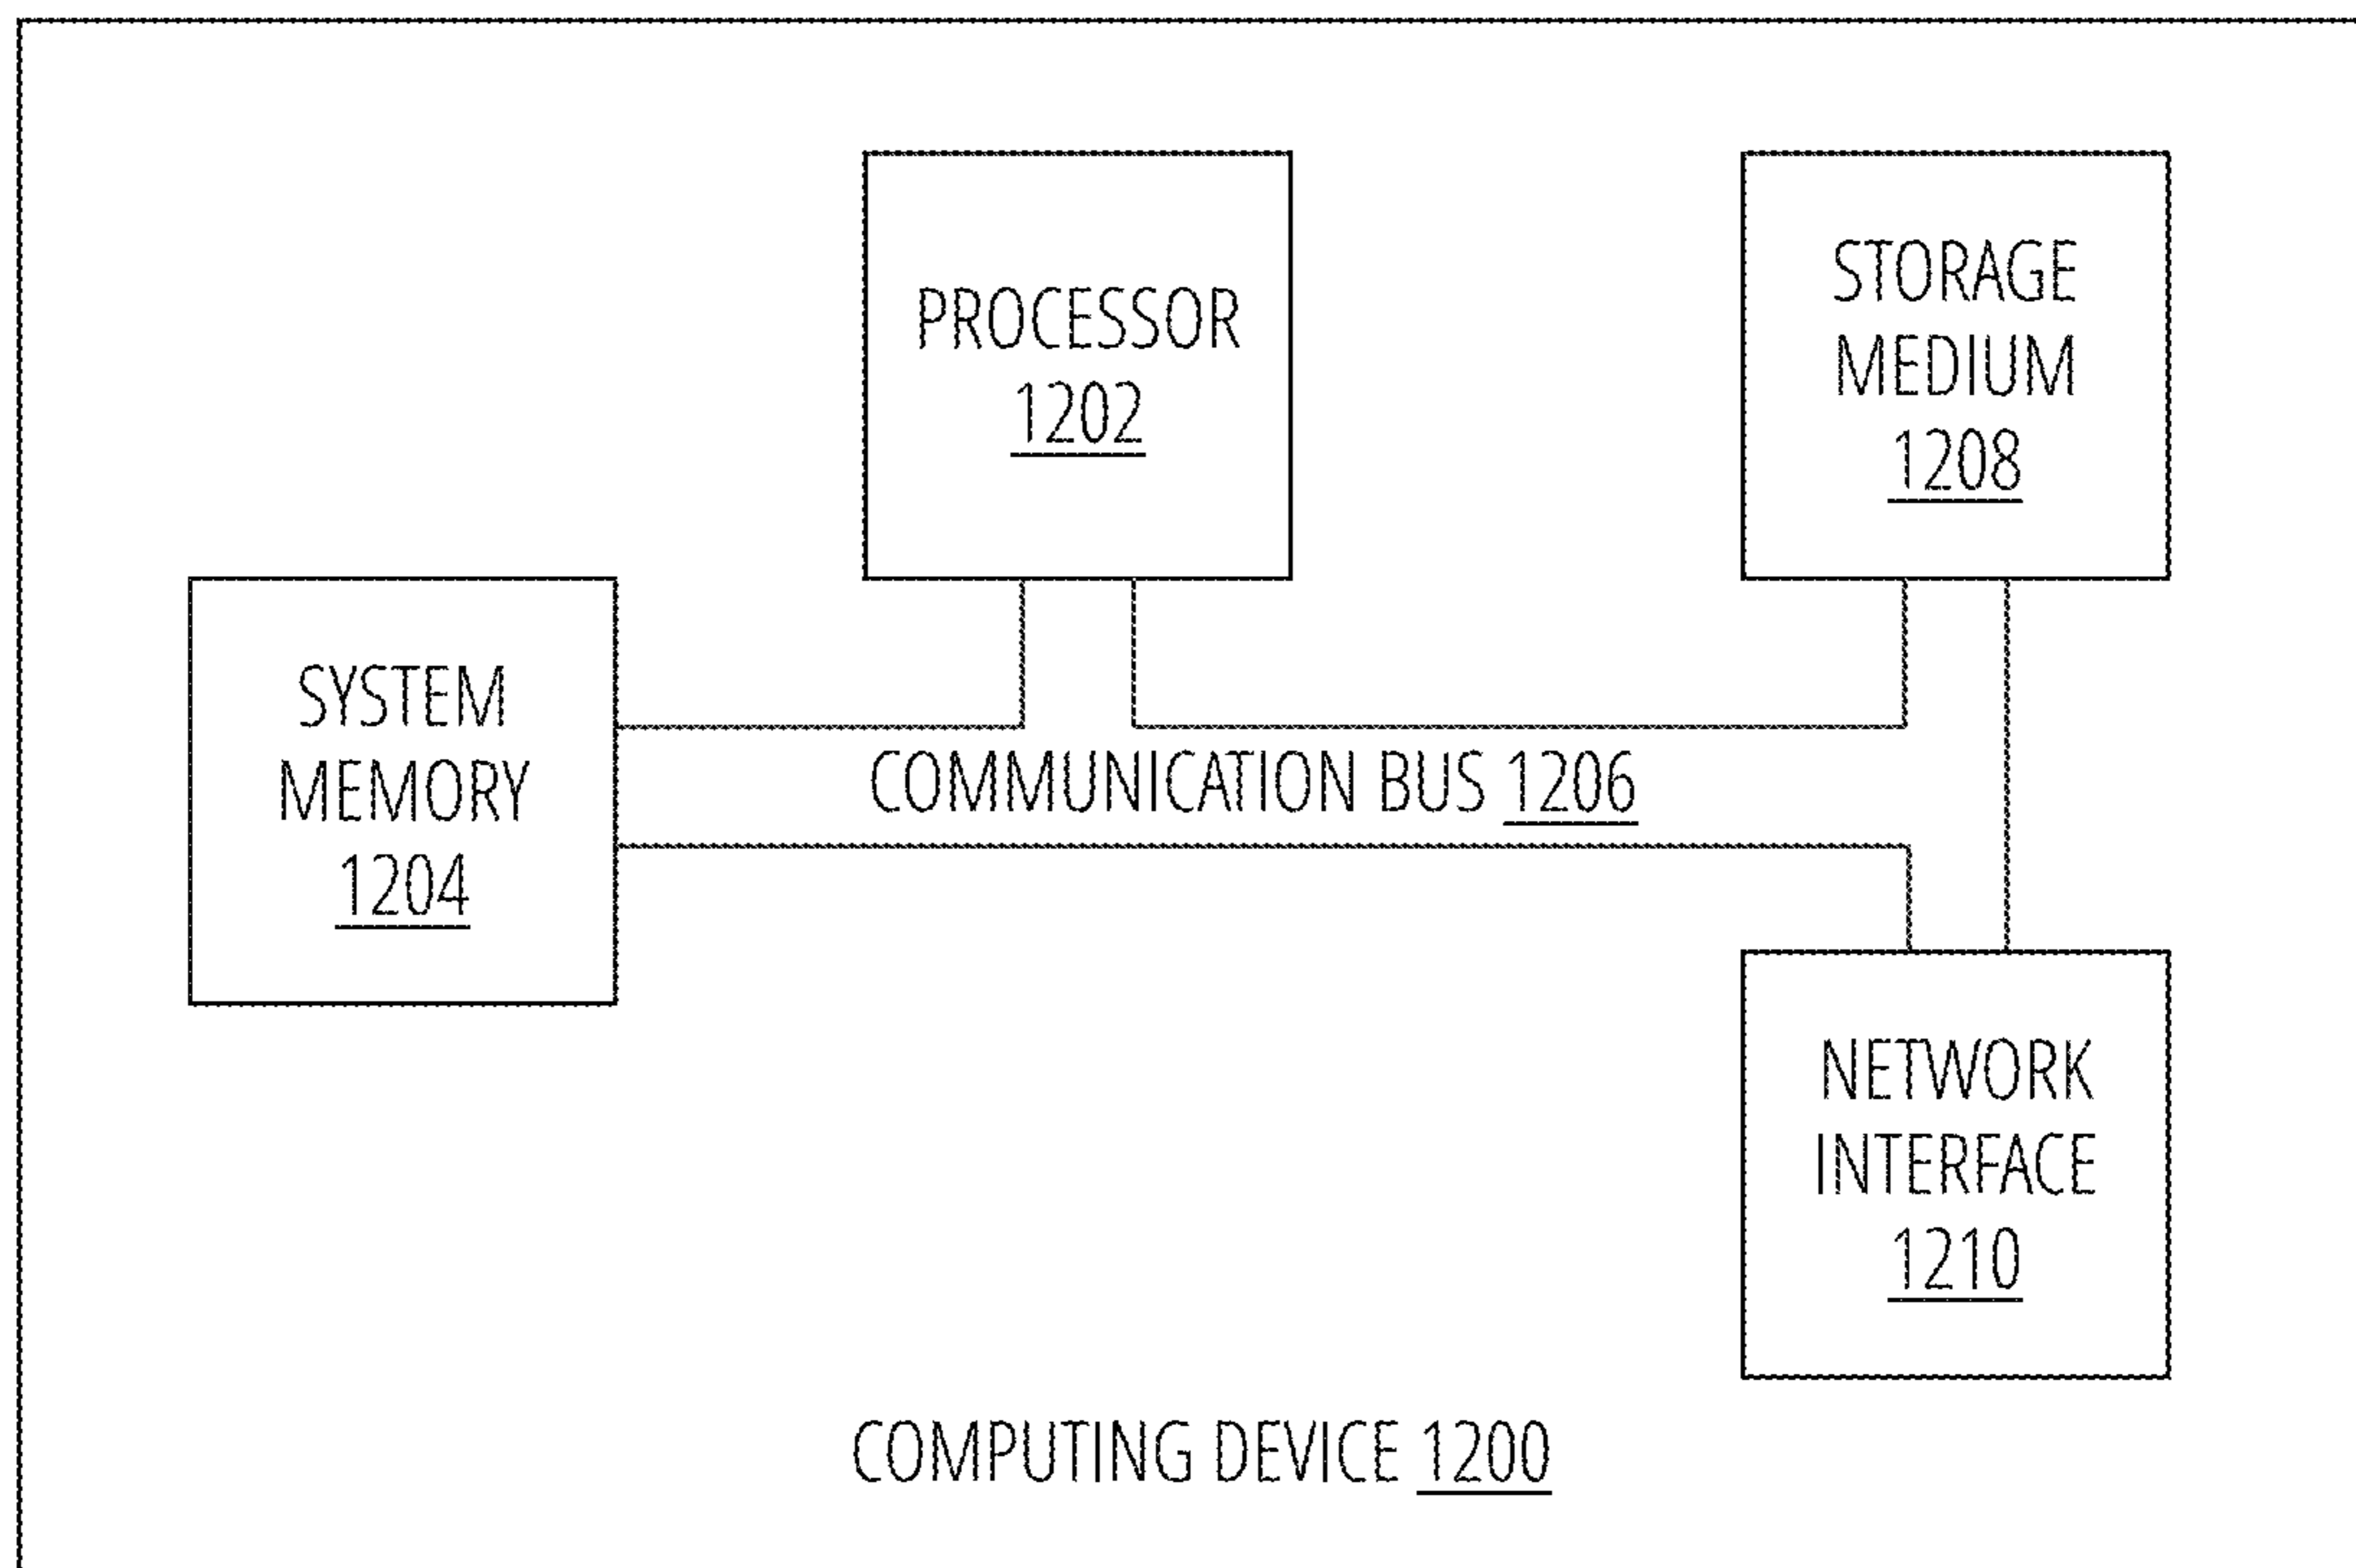 PROCESSOR
1202
STORAGE
MEDIUM
1208
SYSTEM
MEMORY
1204
COMMUNICATION BUS 1206
NETWORK
INTERFACE
1210
COMPUTING DEVICE 1200